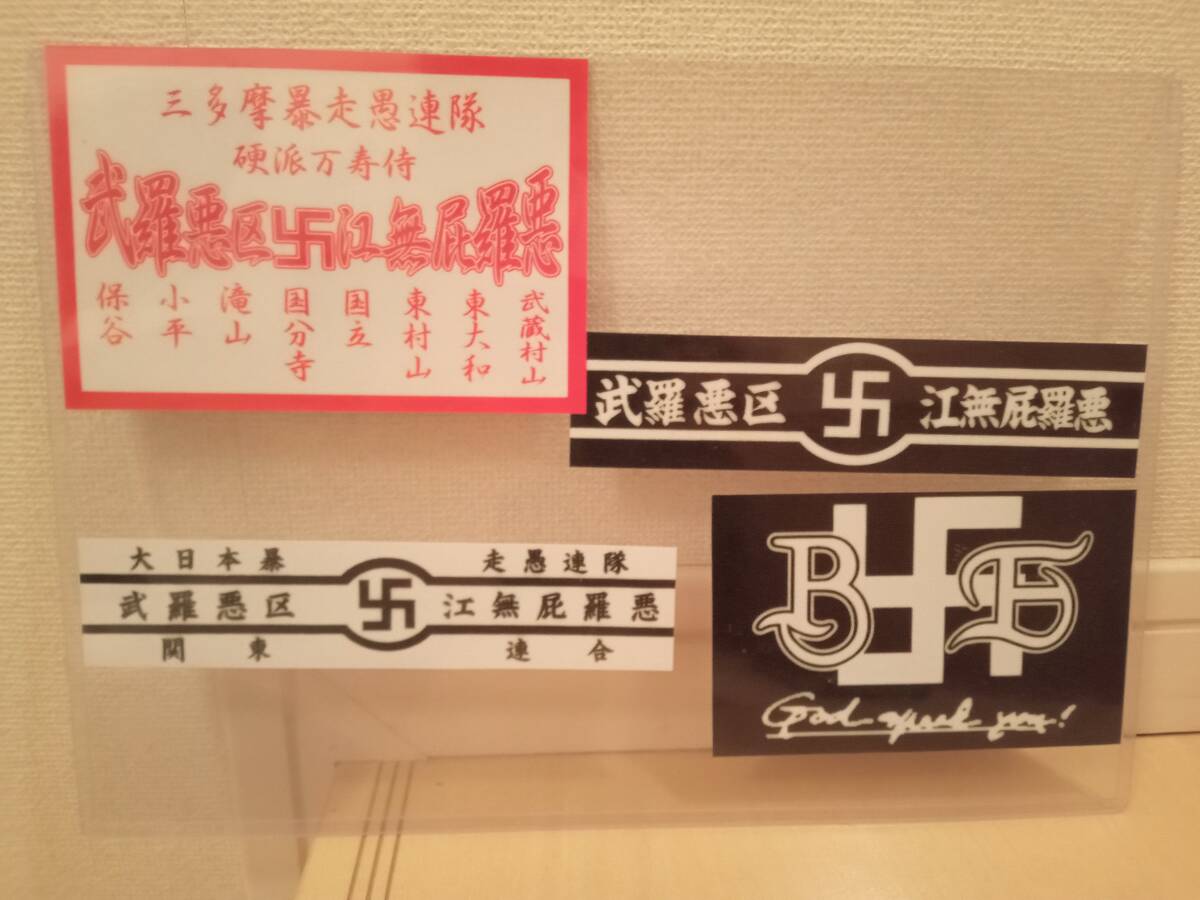 三多摩暴走愚連隊
硬派万寿侍
武羅悪区卍江無屁羅悪
武蔵村山
東大和
東村山
国立
国分寺
滝山
小平
保谷
武羅悪区 卍 江無屁羅悪
大日本暴 走愚連隊
武羅悪区 卍 江無屁羅悪
関東 連合
B 卍 E
God speed you!